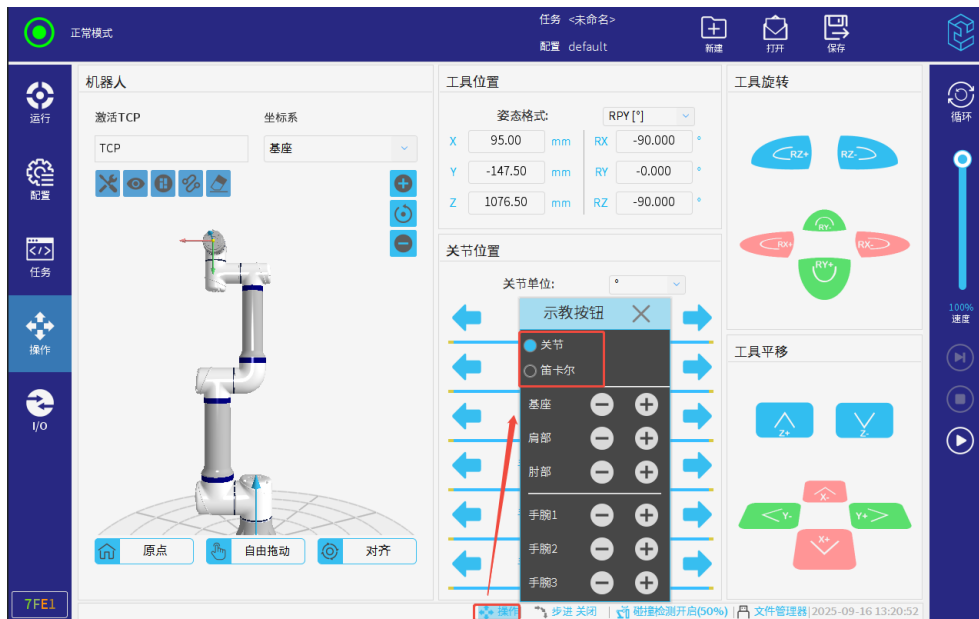 正常模式
任务 <未命名>
配置 default
新建
打开
保存
运行
配置
任务
操作
I/O
7FE1
机器人
激活TCP
坐标系
TCP
基座
原点
自由拖动
对齐
工具位置
姿态格式:
RPY [°]
X 95.00 mm RX -90.000 °
Y -147.50 mm RY -0.000 °
Z 1076.50 mm RZ -90.000 °
关节位置
关节单位:
°
示教按钮
关节
笛卡尔
基座
肩部
肘部
手腕1
手腕2
手腕3
工具旋转
RZ+
RZ-
RY-
RX+
RX-
RY+
工具平移
Z+
Z-
X-
Y-
Y+
X+
循环
100%
速度
操作
步进 关闭
碰撞检测开启(50%)
文件管理器
2025-09-16 13:20:52